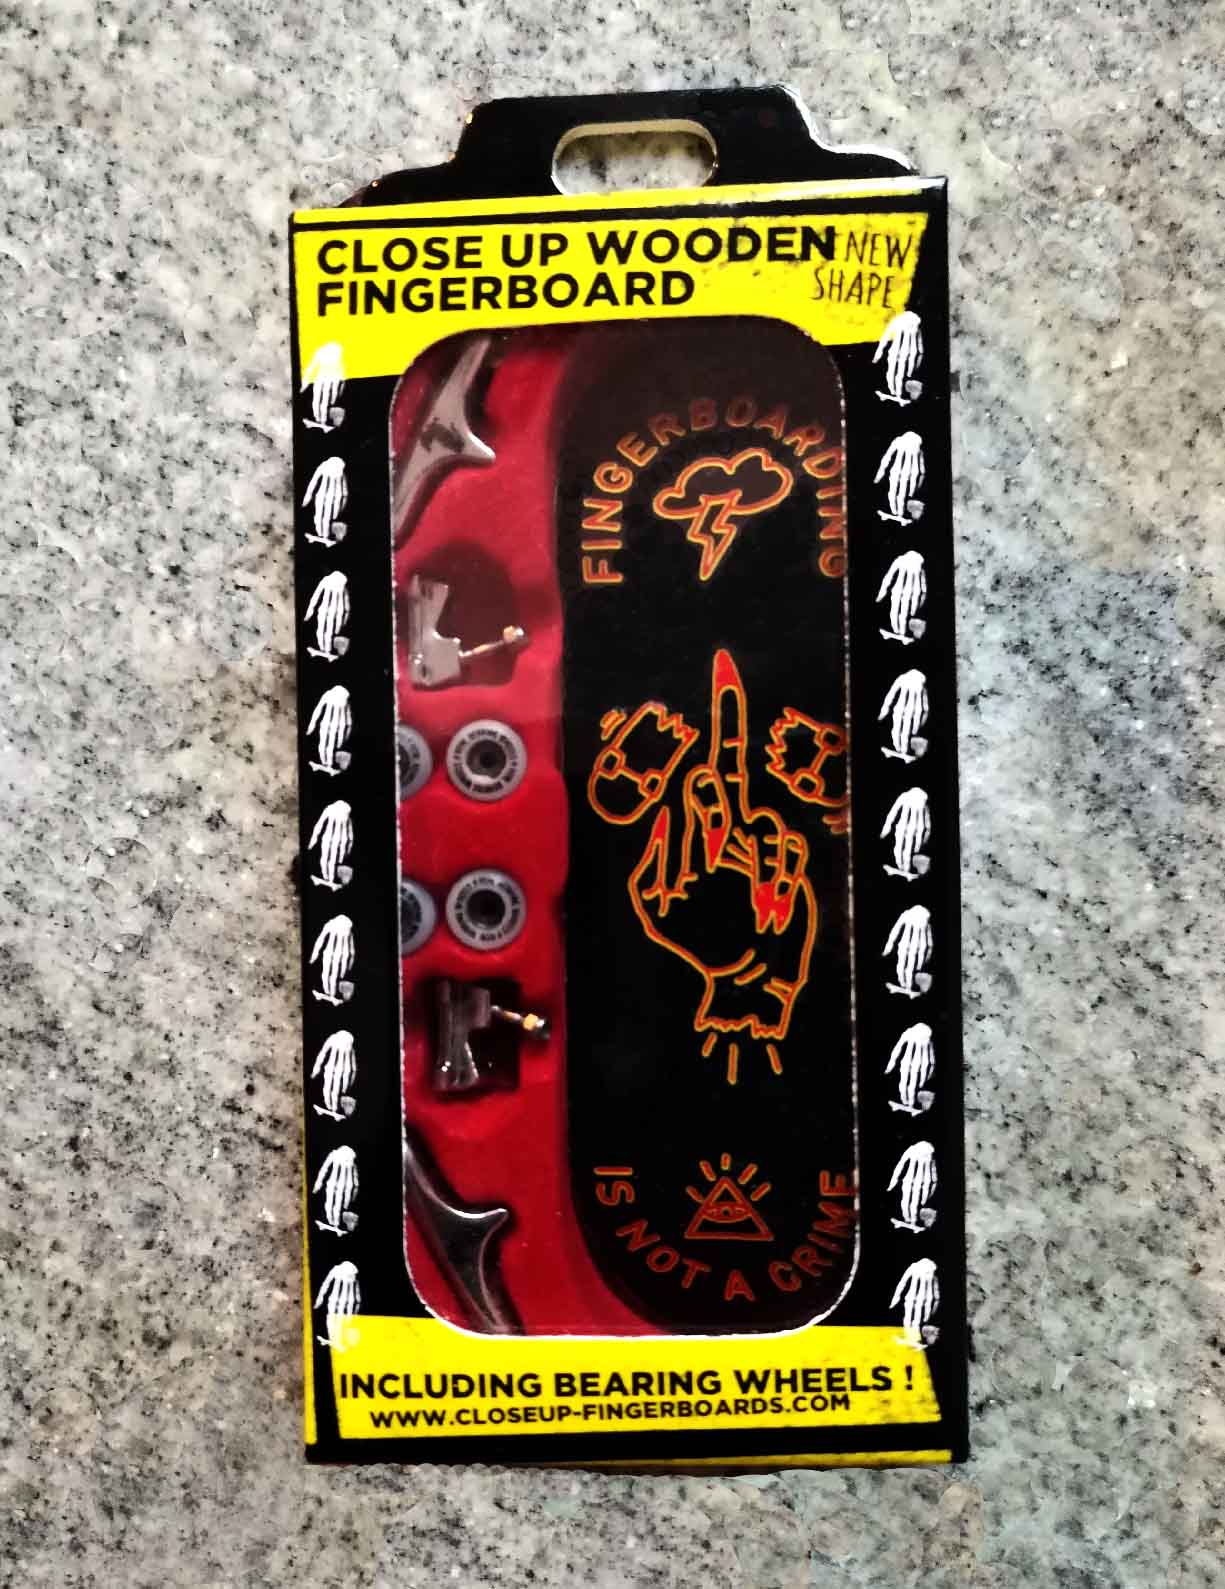 CLOSE UP WOODEN
FINGERBOARD
NEW
SHAPE
FINGERBOARDING
IS NOT A CRIME
INCLUDING BEARING WHEELS !
WWW.CLOSEUP-FINGERBOARDS.COM